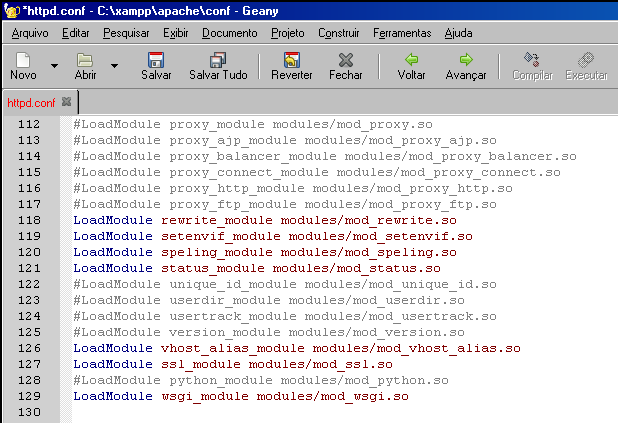 *httpd.conf - C:\xampp\apache\conf - Geany
Arquivo Editar Pesquisar Exibir Documento Projeto Construir Ferramentas Ajuda
Novo Abrir Salvar Salvar Tudo Reverter Fechar Voltar Avançar Compilar Executar
httpd.conf
112 #LoadModule proxy_module modules/mod_proxy.so
113 #LoadModule proxy_ajp_module modules/mod_proxy_ajp.so
114 #LoadModule proxy_balancer_module modules/mod_proxy_balancer.so
115 #LoadModule proxy_connect_module modules/mod_proxy_connect.so
116 #LoadModule proxy_http_module modules/mod_proxy_http.so
117 #LoadModule proxy_ftp_module modules/mod_proxy_ftp.so
118 LoadModule rewrite_module modules/mod_rewrite.so
119 LoadModule setenvif_module modules/mod_setenvif.so
120 LoadModule speling_module modules/mod_speling.so
121 LoadModule status_module modules/mod_status.so
122 #LoadModule unique_id_module modules/mod_unique_id.so
123 #LoadModule userdir_module modules/mod_userdir.so
124 #LoadModule usertrack_module modules/mod_usertrack.so
125 #LoadModule version_module modules/mod_version.so
126 LoadModule vhost_alias_module modules/mod_vhost_alias.so
127 LoadModule ssl_module modules/mod_ssl.so
128 #LoadModule python_module modules/mod_python.so
129 LoadModule wsgi_module modules/mod_wsgi.so
130